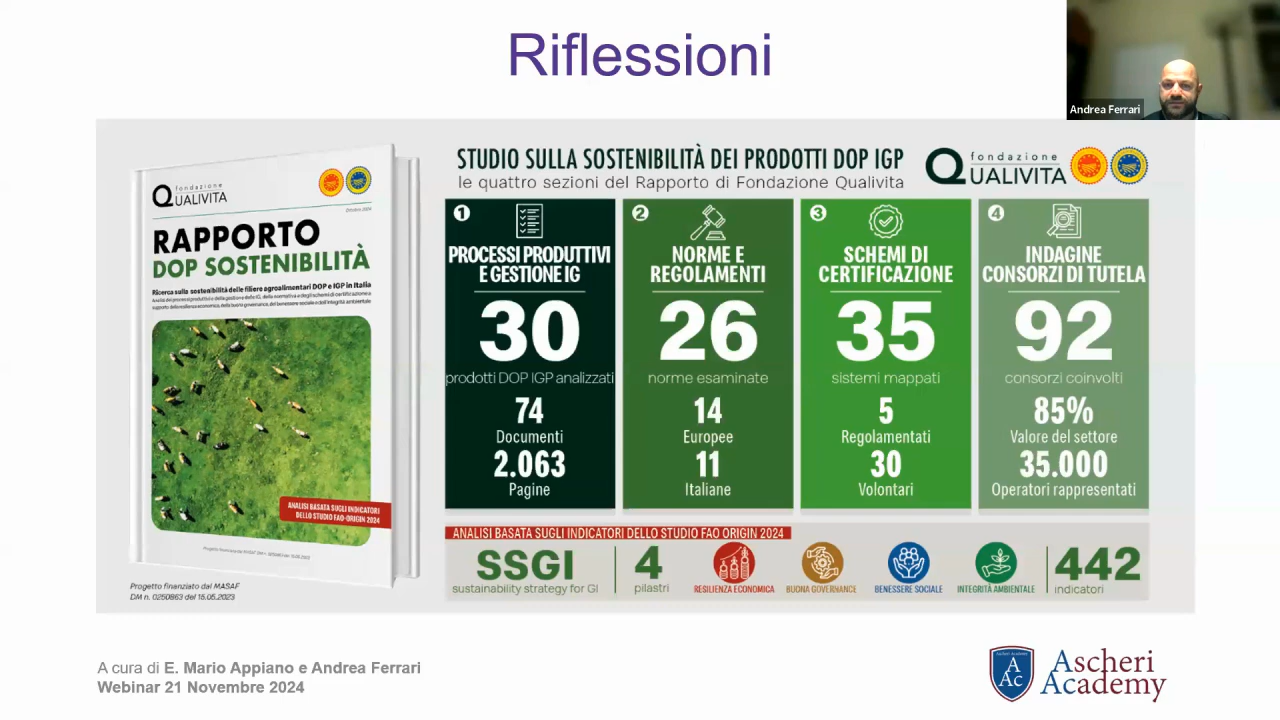 Riflessioni
Andrea Ferrari
fondazione
QUALIVITA
Ottobre 2024
RAPPORTO
DOP SOSTENIBILITÀ
Ricerca sulla sostenibilità delle filiere agroalimentari DOP e IGP in Italia
ANALISI BASATA SUGLI INDICATORI
DELLO STUDIO FAO-ORIGIN 2024
Progetto finanziato dal MASAF
DM n. 0250863 del 15.05.2023
STUDIO SULLA SOSTENIBILITÀ DEI PRODOTTI DOP IGP
le quattro sezioni del Rapporto di Fondazione Qualivita
fondazione
QUALIVITA
1
PROCESSI PRODUTTIVI
E GESTIONE IG
30
prodotti DOP IGP analizzati
74
Documenti
2.063
Pagine
2
NORME E
REGOLAMENTI
26
norme esaminate
14
Europee
11
Italiane
3
SCHEMI DI
CERTIFICAZIONE
35
sistemi mappati
5
Regolamentati
30
Volontari
4
INDAGINE
CONSORZI DI TUTELA
92
consorzi coinvolti
85%
Valore del settore
35.000
Operatori rappresentati
ANALISI BASATA SUGLI INDICATORI DELLO STUDIO FAO ORIGIN 2024
SSGI
sustainability strategy for GI
4
pilastri
RESILIENZA ECONOMICA
BUONA GOVERNANCE
BENESSERE SOCIALE
INTEGRITÀ AMBIENTALE
442
indicatori
A cura di E. Mario Appiano e Andrea Ferrari
Webinar 21 Novembre 2024
A
Ac
Ascheri
Academy